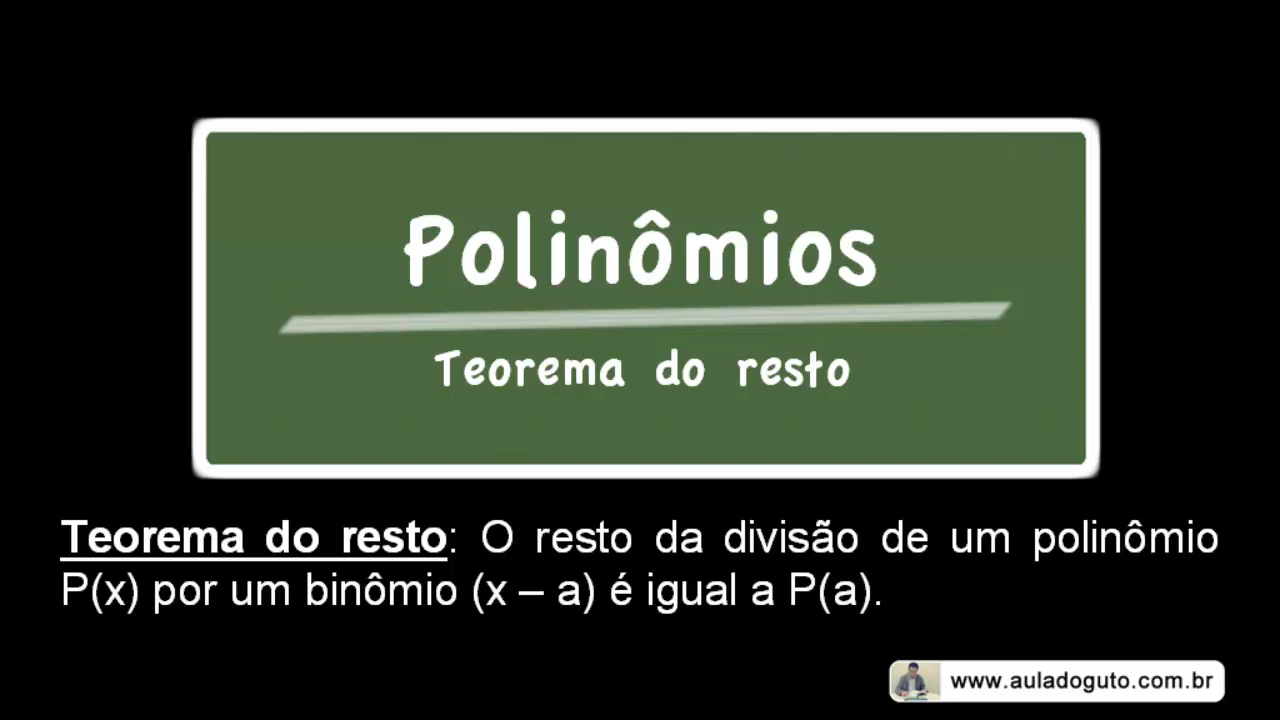 Polinômios
Teorema do resto
Teorema do resto: O resto da divisão de um polinômio
P(x) por um binômio (x – a) é igual a P(a).
www.auladoguto.com.br